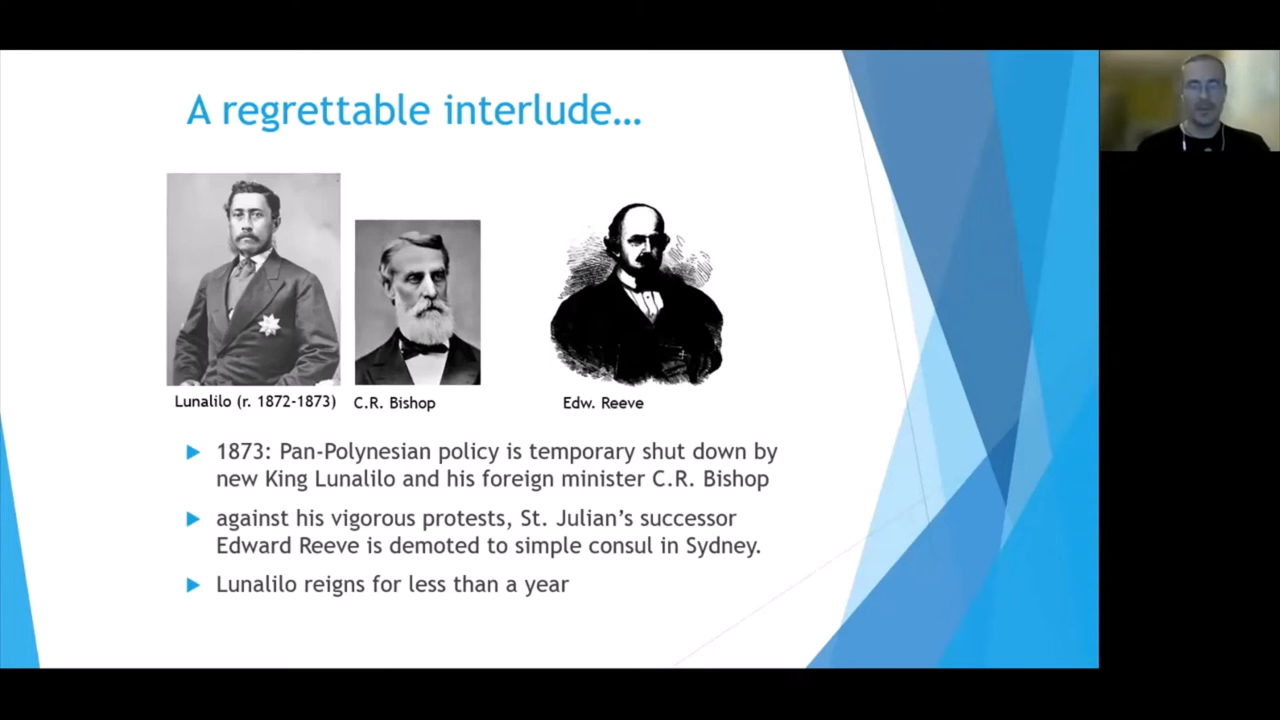 A regrettable interlude...
Lunalilo (r. 1872-1873)
C.R. Bishop
Edw. Reeve
1873: Pan-Polynesian policy is temporary shut down by
new King Lunalilo and his foreign minister C.R. Bishop
against his vigorous protests, St. Julian’s successor
Edward Reeve is demoted to simple consul in Sydney.
Lunalilo reigns for less than a year